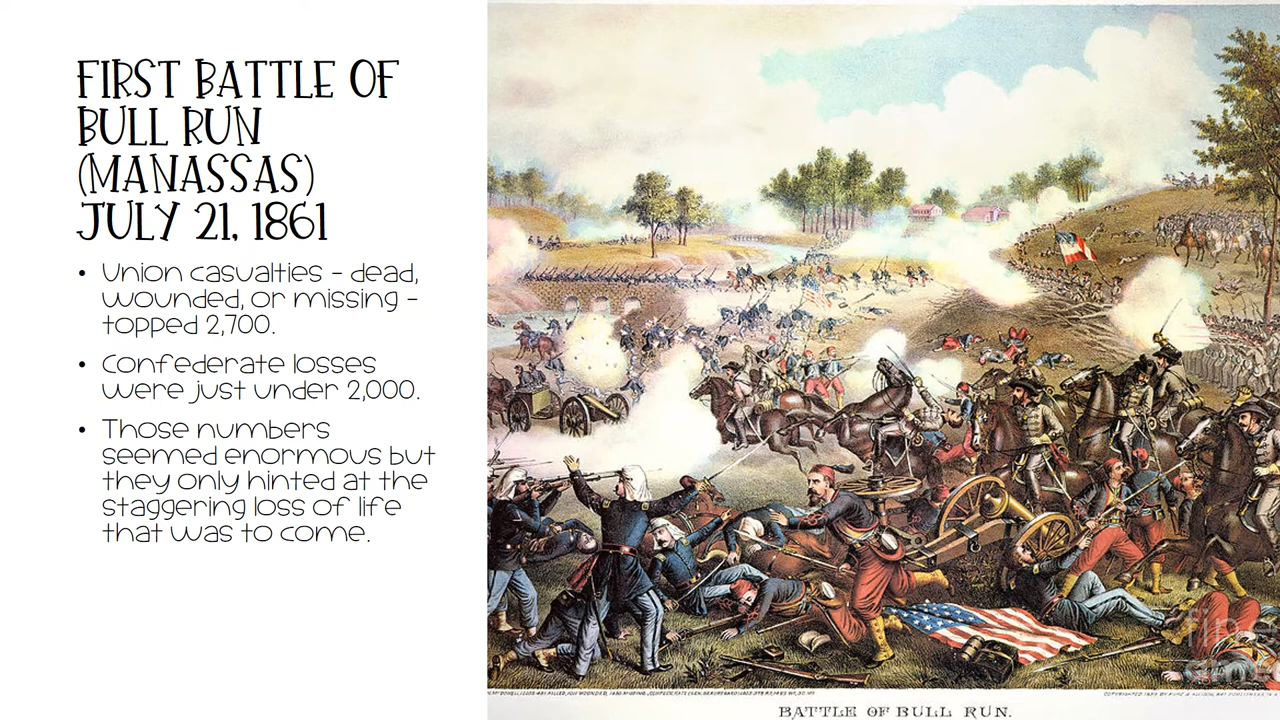 FIRST BATTLE OF
BULL RUN
(MANASSAS)
JULY 21, 1861
• Union casualties – dead,
wounded, or missing –
topped 2,700.
• Confederate losses
were just under 2,000.
• Those numbers
seemed enormous but
they only hinted at the
staggering loss of life
that was to come.
BATTLE OF BULL RUN.